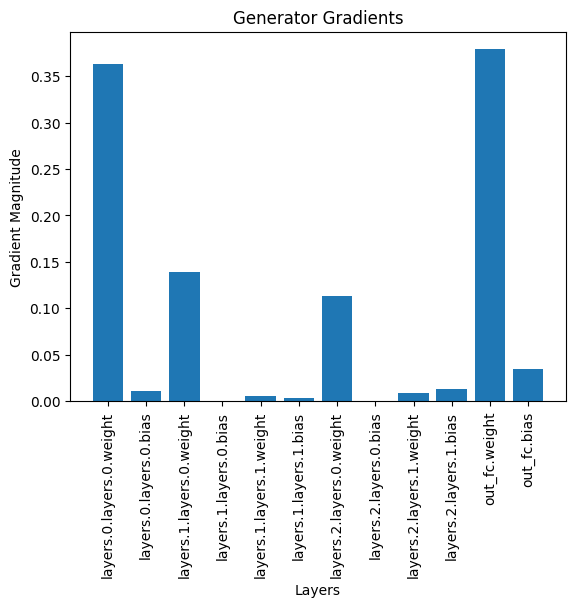 Generator Gradients
Gradient Magnitude
0.35
0.30
0.25
0.20
0.15
0.10
0.05
0.00
layers.0.layers.0.weight
layers.0.layers.0.bias
layers.1.layers.0.weight
layers.1.layers.0.bias
layers.1.layers.1.weight
layers.1.layers.1.bias
layers.2.layers.0.weight
layers.2.layers.0.bias
layers.2.layers.1.weight
layers.2.layers.1.bias
out_fc.weight
out_fc.bias
Layers